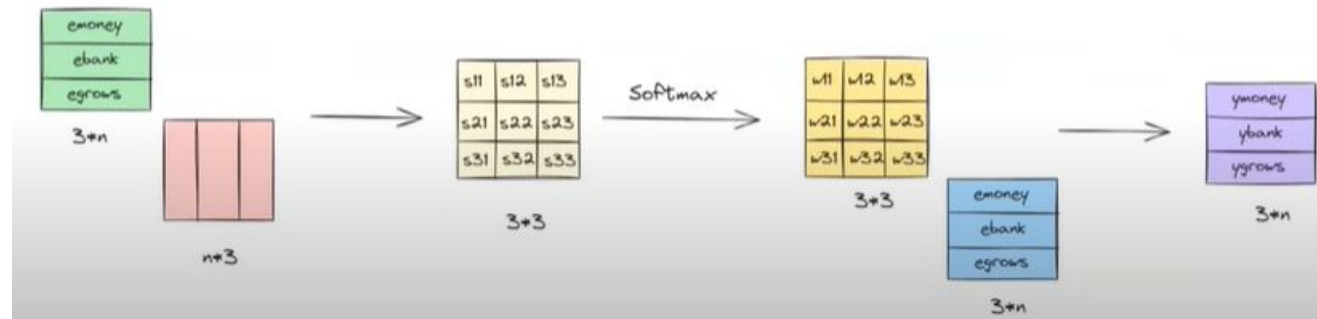 emoney
ebank
egrows
3*n
n*3
s11 s12 s13
s21 s22 s23
s31 s32 s33
3*3
Softmax
w11 w12 w13
w21 w22 w23
w31 w32 w33
3*3
emoney
ebank
egrows
3*n
ymoney
ybank
ygrows
3*n